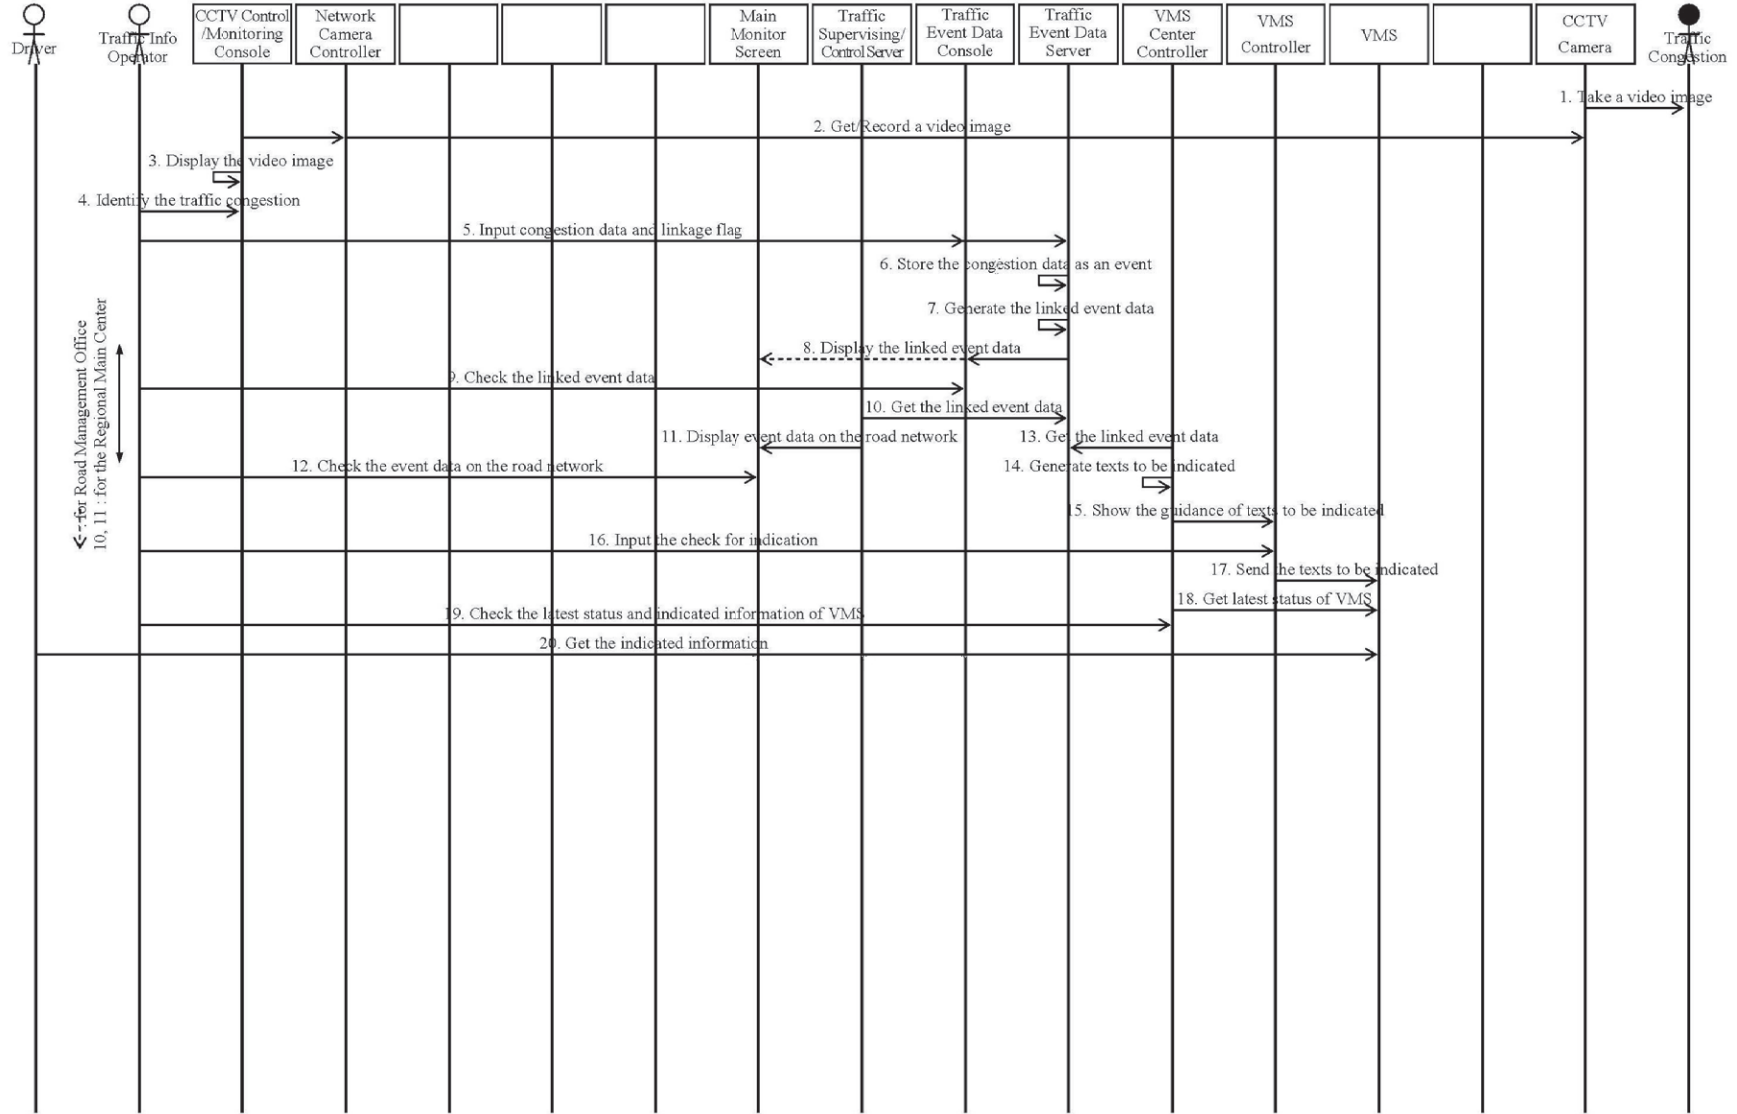 Driver
Traffic Info
Operator
CCTV Control
/Monitoring
Console
Network
Camera
Controller
Main
Monitor
Screen
Traffic
Supervising/
Control Server
Traffic
Event Data
Console
Traffic
Event Data
Server
VMS
Center
Controller
VMS
Controller
VMS
CCTV
Camera
Traffic
Congestion
1. Take a video image
2. Get/Record a video image
3. Display the video image
4. Identify the traffic congestion
5. Input congestion data and linkage flag
6. Store the congestion data as an event
7. Generate the linked event data
8. Display the linked event data
9. Check the linked event data
10. Get the linked event data
11. Display event data on the road network
13. Get the linked event data
12. Check the event data on the road network
14. Generate texts to be indicated
15. Show the guidance of texts to be indicated
16. Input the check for indication
17. Send the texts to be indicated
18. Get latest status of VMS
19. Check the latest status and indicated information of VMS
20. Get the indicated information
: for Road Management Office
10, 11 : for the Regional Main Center